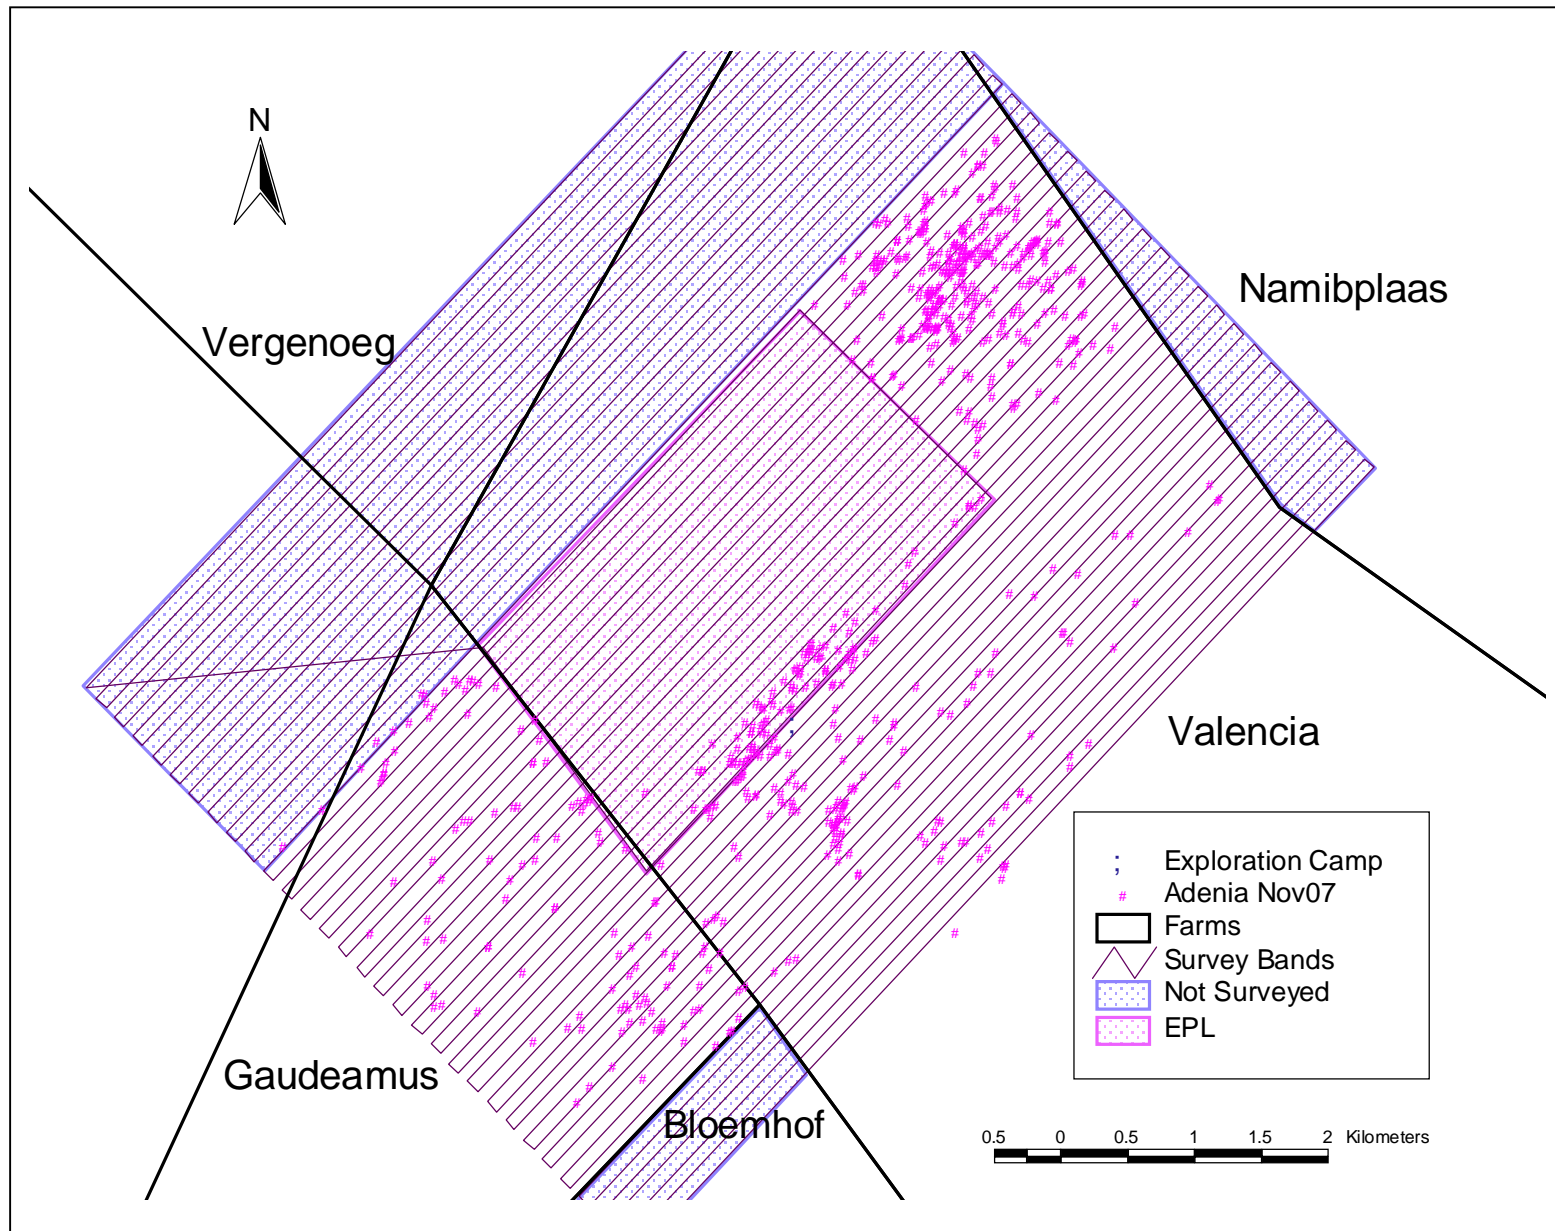 N
Namibplaas
Vergenoeg
Valencia
; Exploration Camp
# Adenia Nov07
Farms
Survey Bands
Not Surveyed
EPL
Gaudeamus
Bloemhof
0.5 0 0.5 1 1.5 2 Kilometers